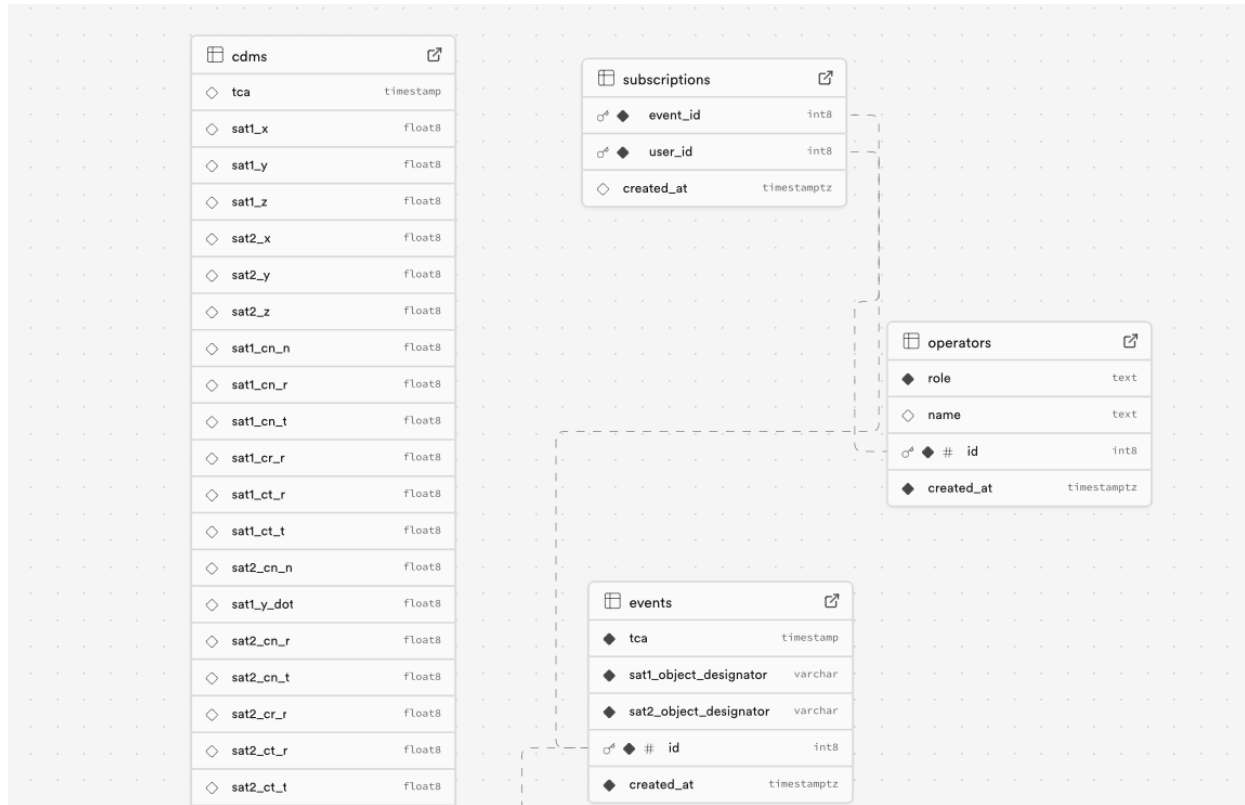 cdms
tca timestamp
sat1_x float8
sat1_y float8
sat1_z float8
sat2_x float8
sat2_y float8
sat2_z float8
sat1_cn_n float8
sat1_cn_r float8
sat1_cn_t float8
sat1_cr_r float8
sat1_ct_r float8
sat1_ct_t float8
sat2_cn_n float8
sat1_y_dot float8
sat2_cn_r float8
sat2_cn_t float8
sat2_cr_r float8
sat2_ct_r float8
sat2_ct_t float8
subscriptions
event_id int8
user_id int8
created_at timestamptz
operators
role text
name text
# id int8
created_at timestamptz
events
tca timestamp
sat1_object_designator varchar
sat2_object_designator varchar
# id int8
created_at timestamptz